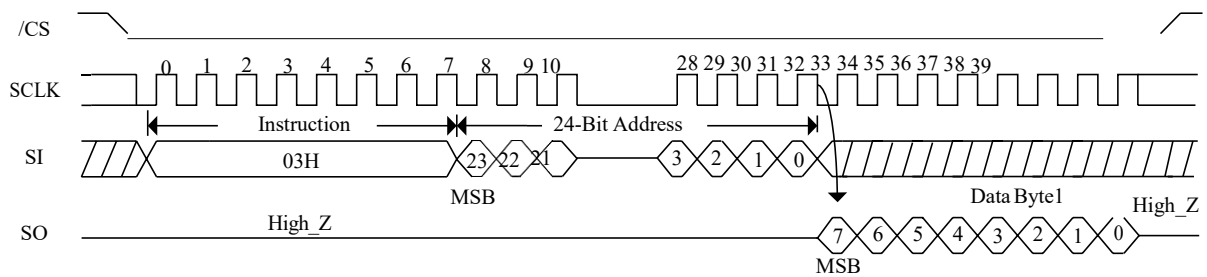 /CS
SCLK 0 1 2 3 4 5 6 7 8 9 10 28 29 30 31 32 33 34 35 36 37 38 39
Instruction 24-Bit Address
SI 03H 23 22 21 3 2 1 0
MSB Data Byte1
SO High_Z 7 6 5 4 3 2 1 0 High_Z
MSB